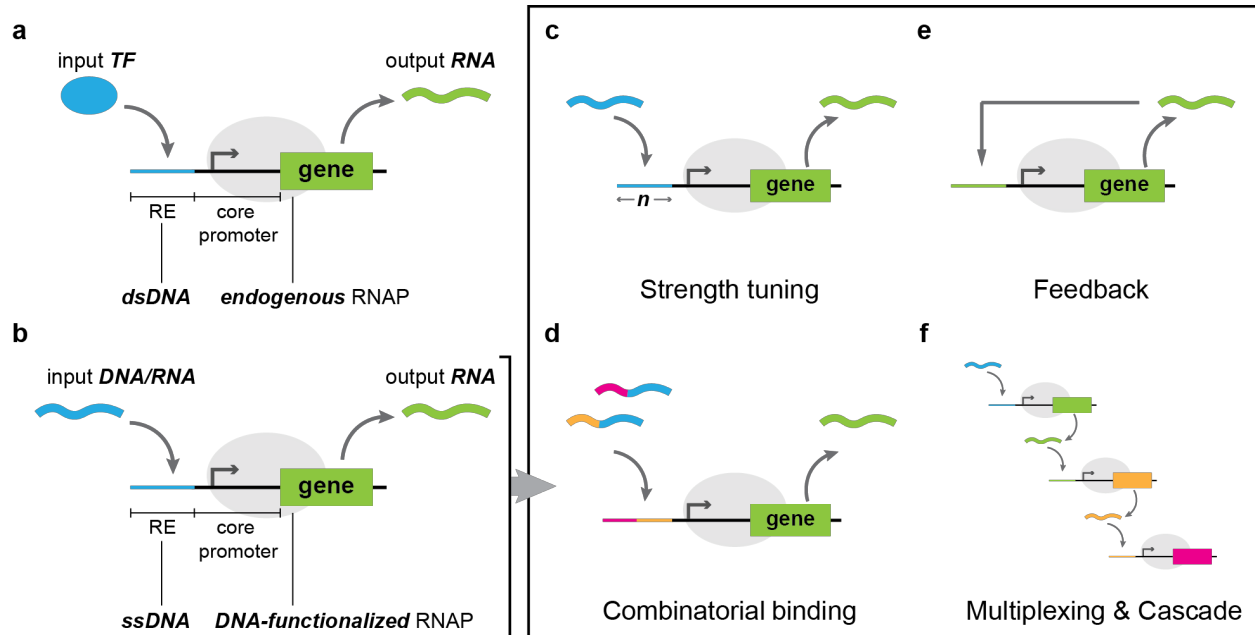 a
input TF
output RNA
gene
RE
core
promoter
dsDNA
endogenous RNAP
b
input DNA/RNA
output RNA
gene
RE
core
promoter
ssDNA
DNA-functionalized RNAP
c
gene
n
Strength tuning
d
gene
Combinatorial binding
e
gene
Feedback
f
Multiplexing & Cascade